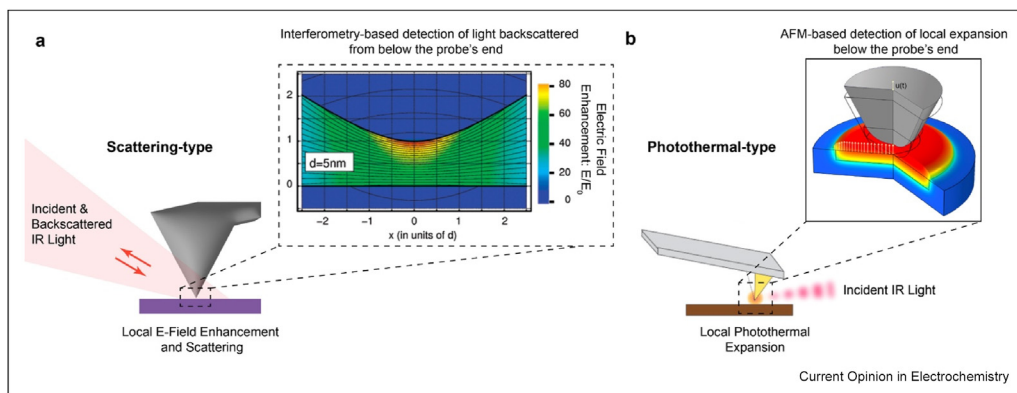 a
Interferometry-based detection of light backscattered
from below the probe's end
Scattering-type
Incident &
Backscattered
IR Light
2
1
0
d=5nm
−2
−1
0
1
2
x (in units of d)
80
60
40
20
0
Electric Field
Enhancement: E/E₀
Local E-Field Enhancement
and Scattering
b
AFM-based detection of local expansion
below the probe's end
u(t)
Photothermal-type
Incident IR Light
Local Photothermal
Expansion
Current Opinion in Electrochemistry